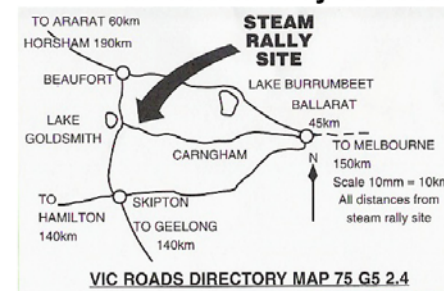 TO ARARAT 60km
HORSHAM 190km
STEAM
RALLY
SITE
BEAUFORT
LAKE BURRUMBEET
BALLARAT
45km
LAKE
GOLDSMITH
CARNGHAM
TO MELBOURNE
150km
N
Scale 10mm = 10km
All distances from
steam rally site
TO
HAMILTON
140km
SKIPTON
TO GEELONG
140km
VIC ROADS DIRECTORY MAP 75 G5 2.4